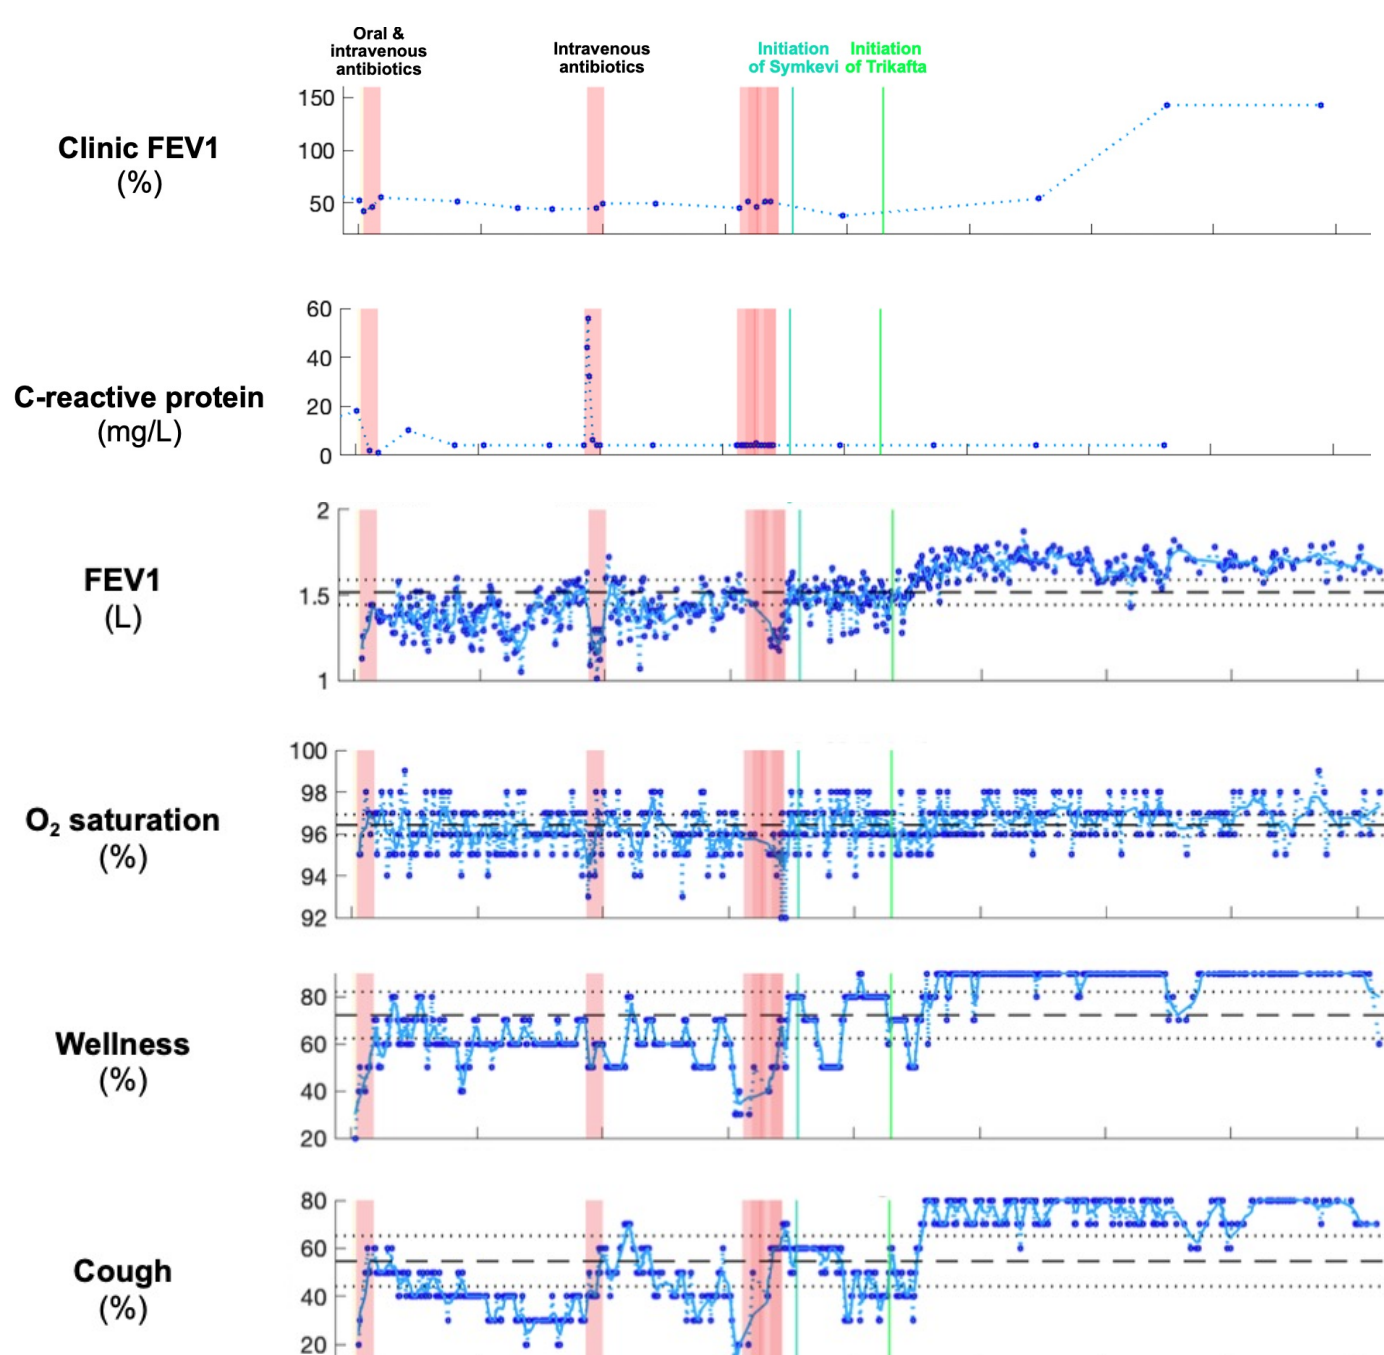 Oral &
intravenous
antibiotics
Intravenous
antibiotics
Initiation
of Symkevi
Initiation
of Trikafta
Clinic FEV1
(%)
150
100
50
C-reactive protein
(mg/L)
60
40
20
0
FEV1
(L)
2
1.5
1
O2 saturation
(%)
100
98
96
94
92
Wellness
(%)
80
60
40
20
Cough
(%)
80
60
40
20